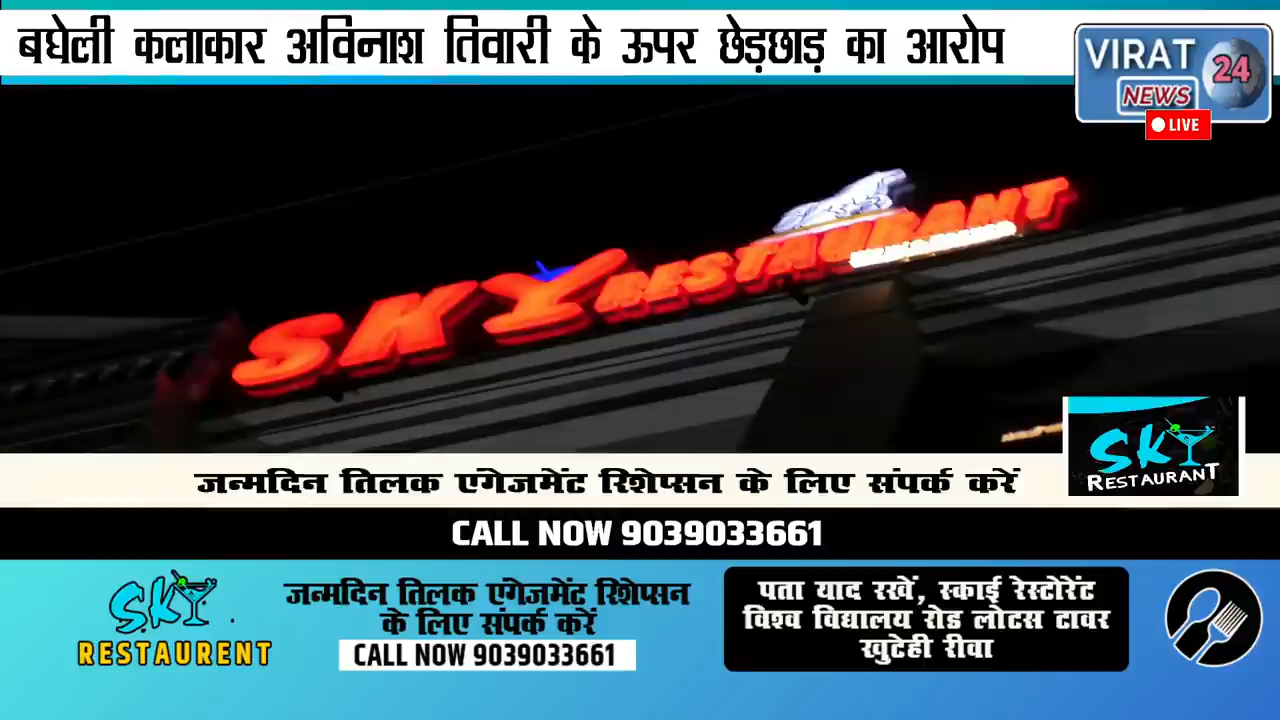 बघेली कलाकार अविनाश तिवारी के ऊपर छेड़छाड़ का आरोप
VIRAT
24
NEWS
LIVE
SKY RESTAURANT
जन्मदिन तिलक एंगेजमेंट रिशेप्सन के लिए संपर्क करें
SKY
RESTAURANT
CALL NOW 9039033661
SKY
RESTAURENT
जन्मदिन तिलक एंगेजमेंट रिशेप्सन
के लिए संपर्क करें
CALL NOW 9039033661
पता याद रखें, स्काई रेस्टोरेंट
विश्व विद्यालय रोड लोटस टावर
खुटेही रीवा